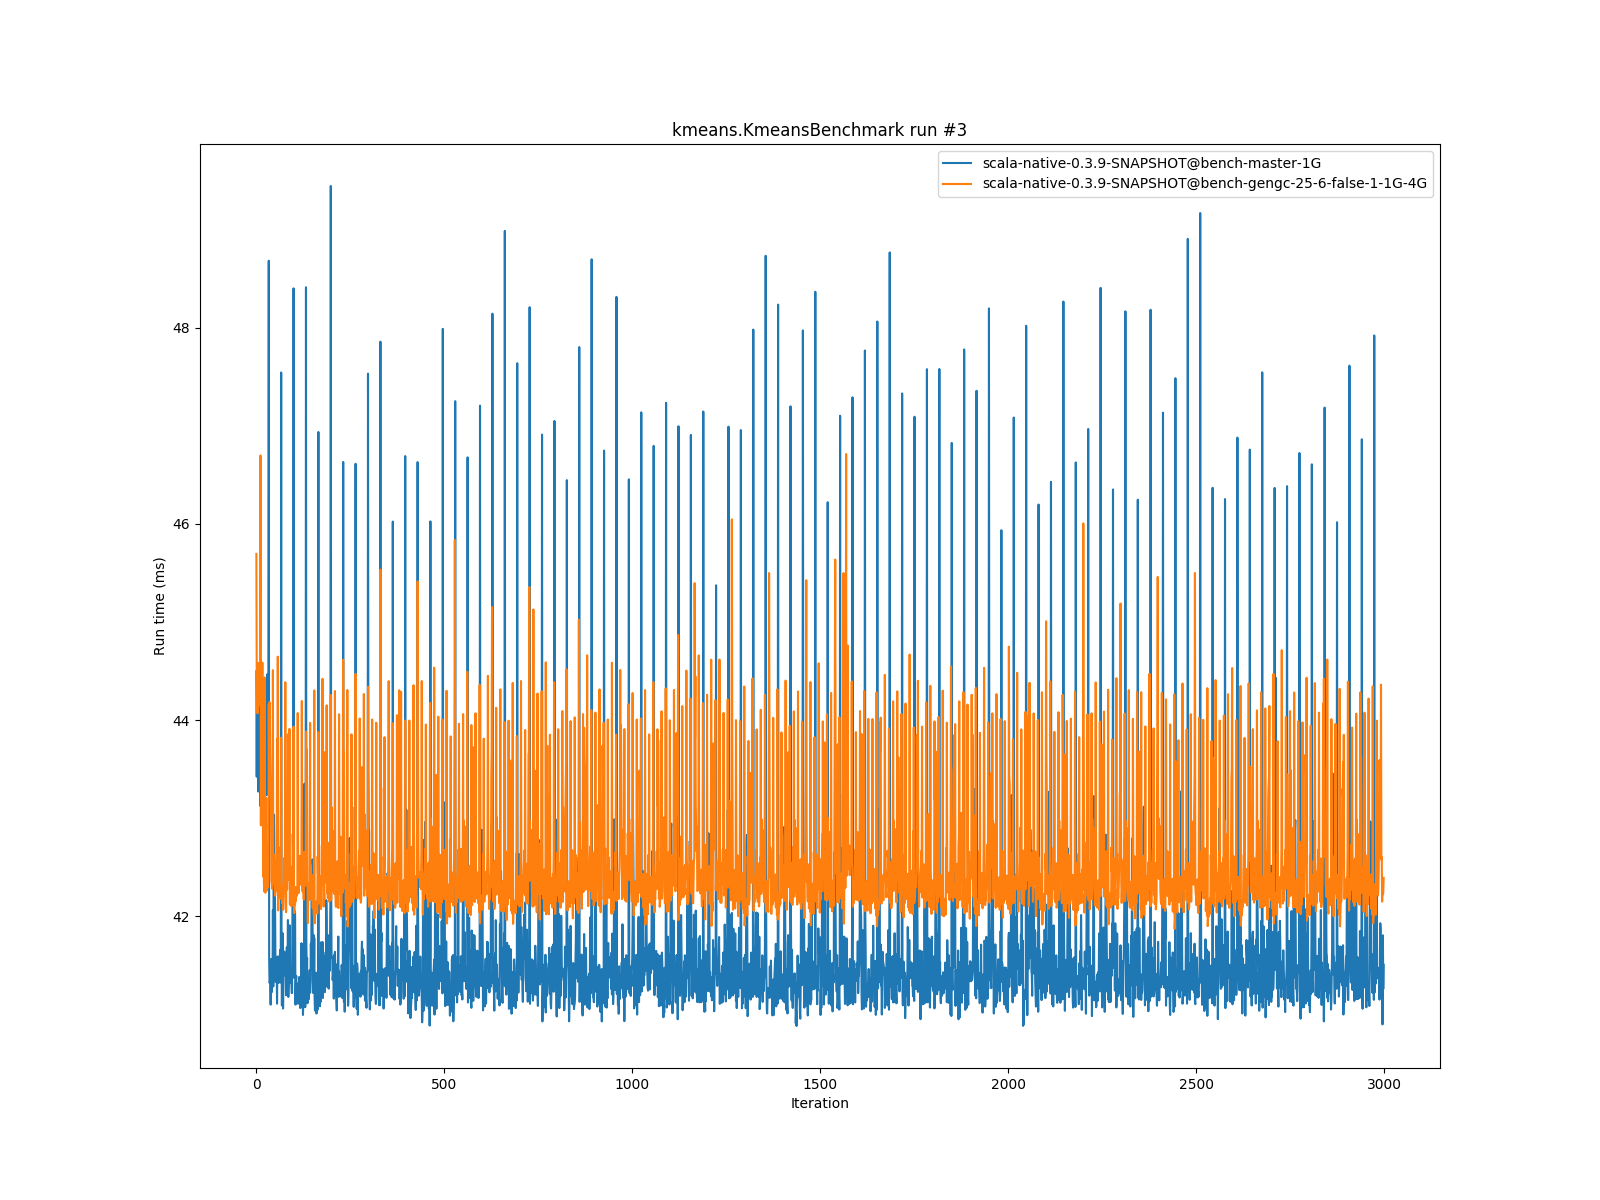 kmeans.KmeansBenchmark run #3
scala-native-0.3.9-SNAPSHOT@bench-master-1G
scala-native-0.3.9-SNAPSHOT@bench-gengc-25-6-false-1-1G-4G
Run time (ms)
48
46
44
42
0 500 1000 1500 2000 2500 3000
Iteration